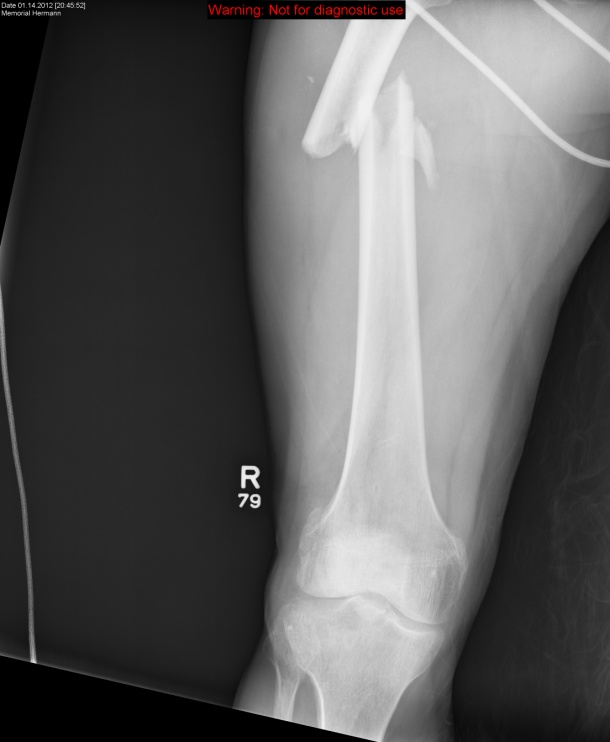 Date 01.14.2012 [20:45:52]
Memorial Hermann
Warning: Not for diagnostic use
R
79